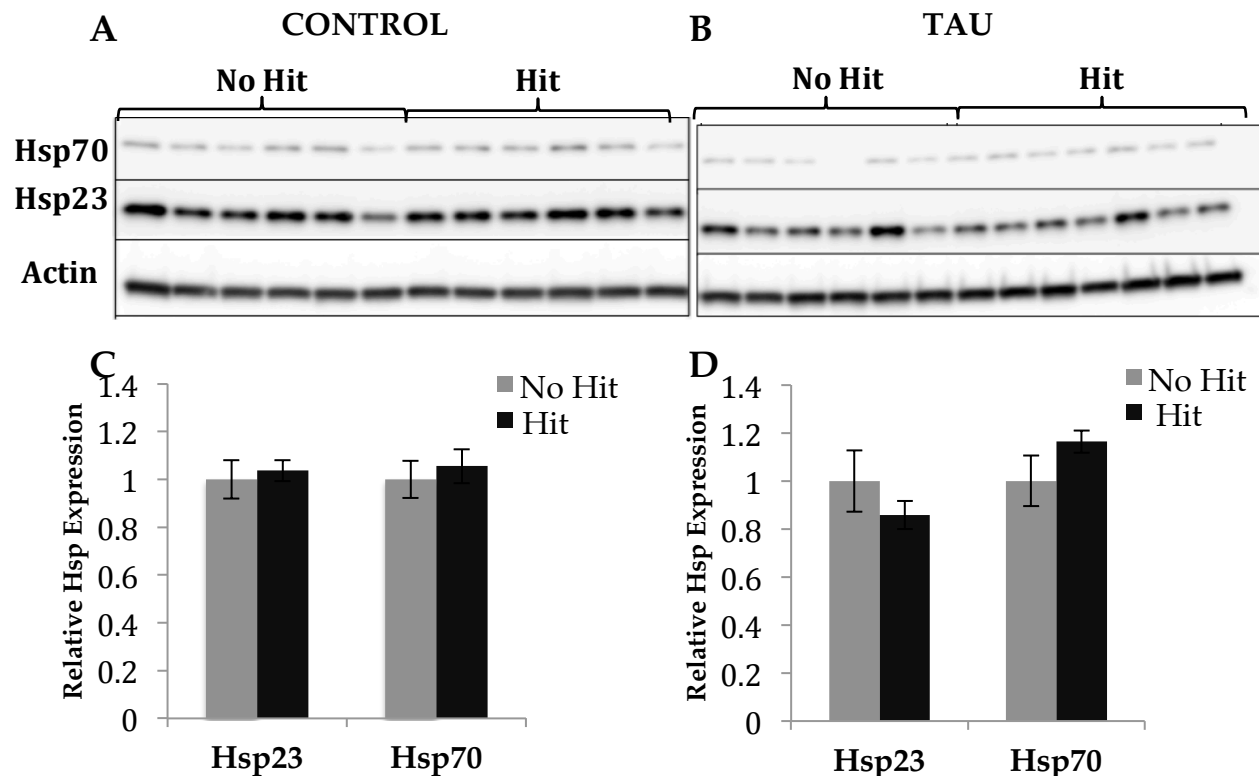 A CONTROL B TAU
No Hit Hit No Hit Hit
Hsp70
Hsp23
Actin
C
Relative Hsp Expression
1.4
1.2
1
0.8
0.6
0.4
0.2
0
No Hit
Hit
Hsp23 Hsp70
D
Relative Hsp Expression
1.4
1.2
1
0.8
0.6
0.4
0.2
0
No Hit
Hit
Hsp23 Hsp70